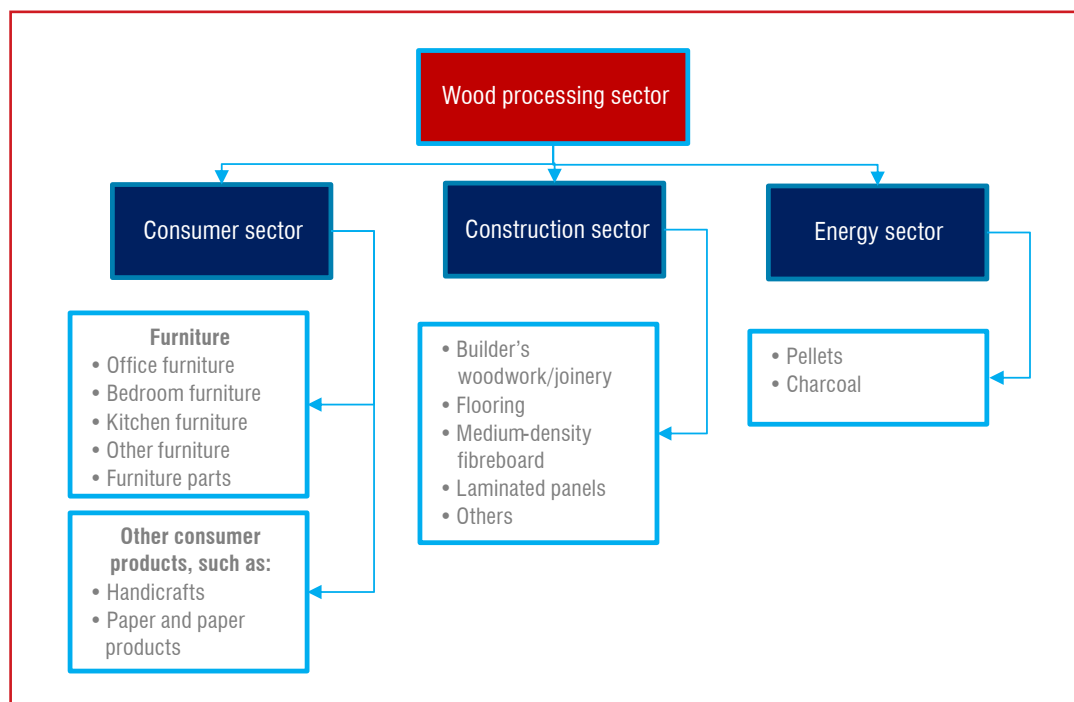 Wood processing sector
Consumer sector
Construction sector
Energy sector
Furniture
• Office furniture
• Bedroom furniture
• Kitchen furniture
• Other furniture
• Furniture parts
Other consumer
products, such as:
• Handicrafts
• Paper and paper
products
• Builder's
woodwork/joinery
• Flooring
• Medium-density
fibreboard
• Laminated panels
• Others
• Pellets
• Charcoal